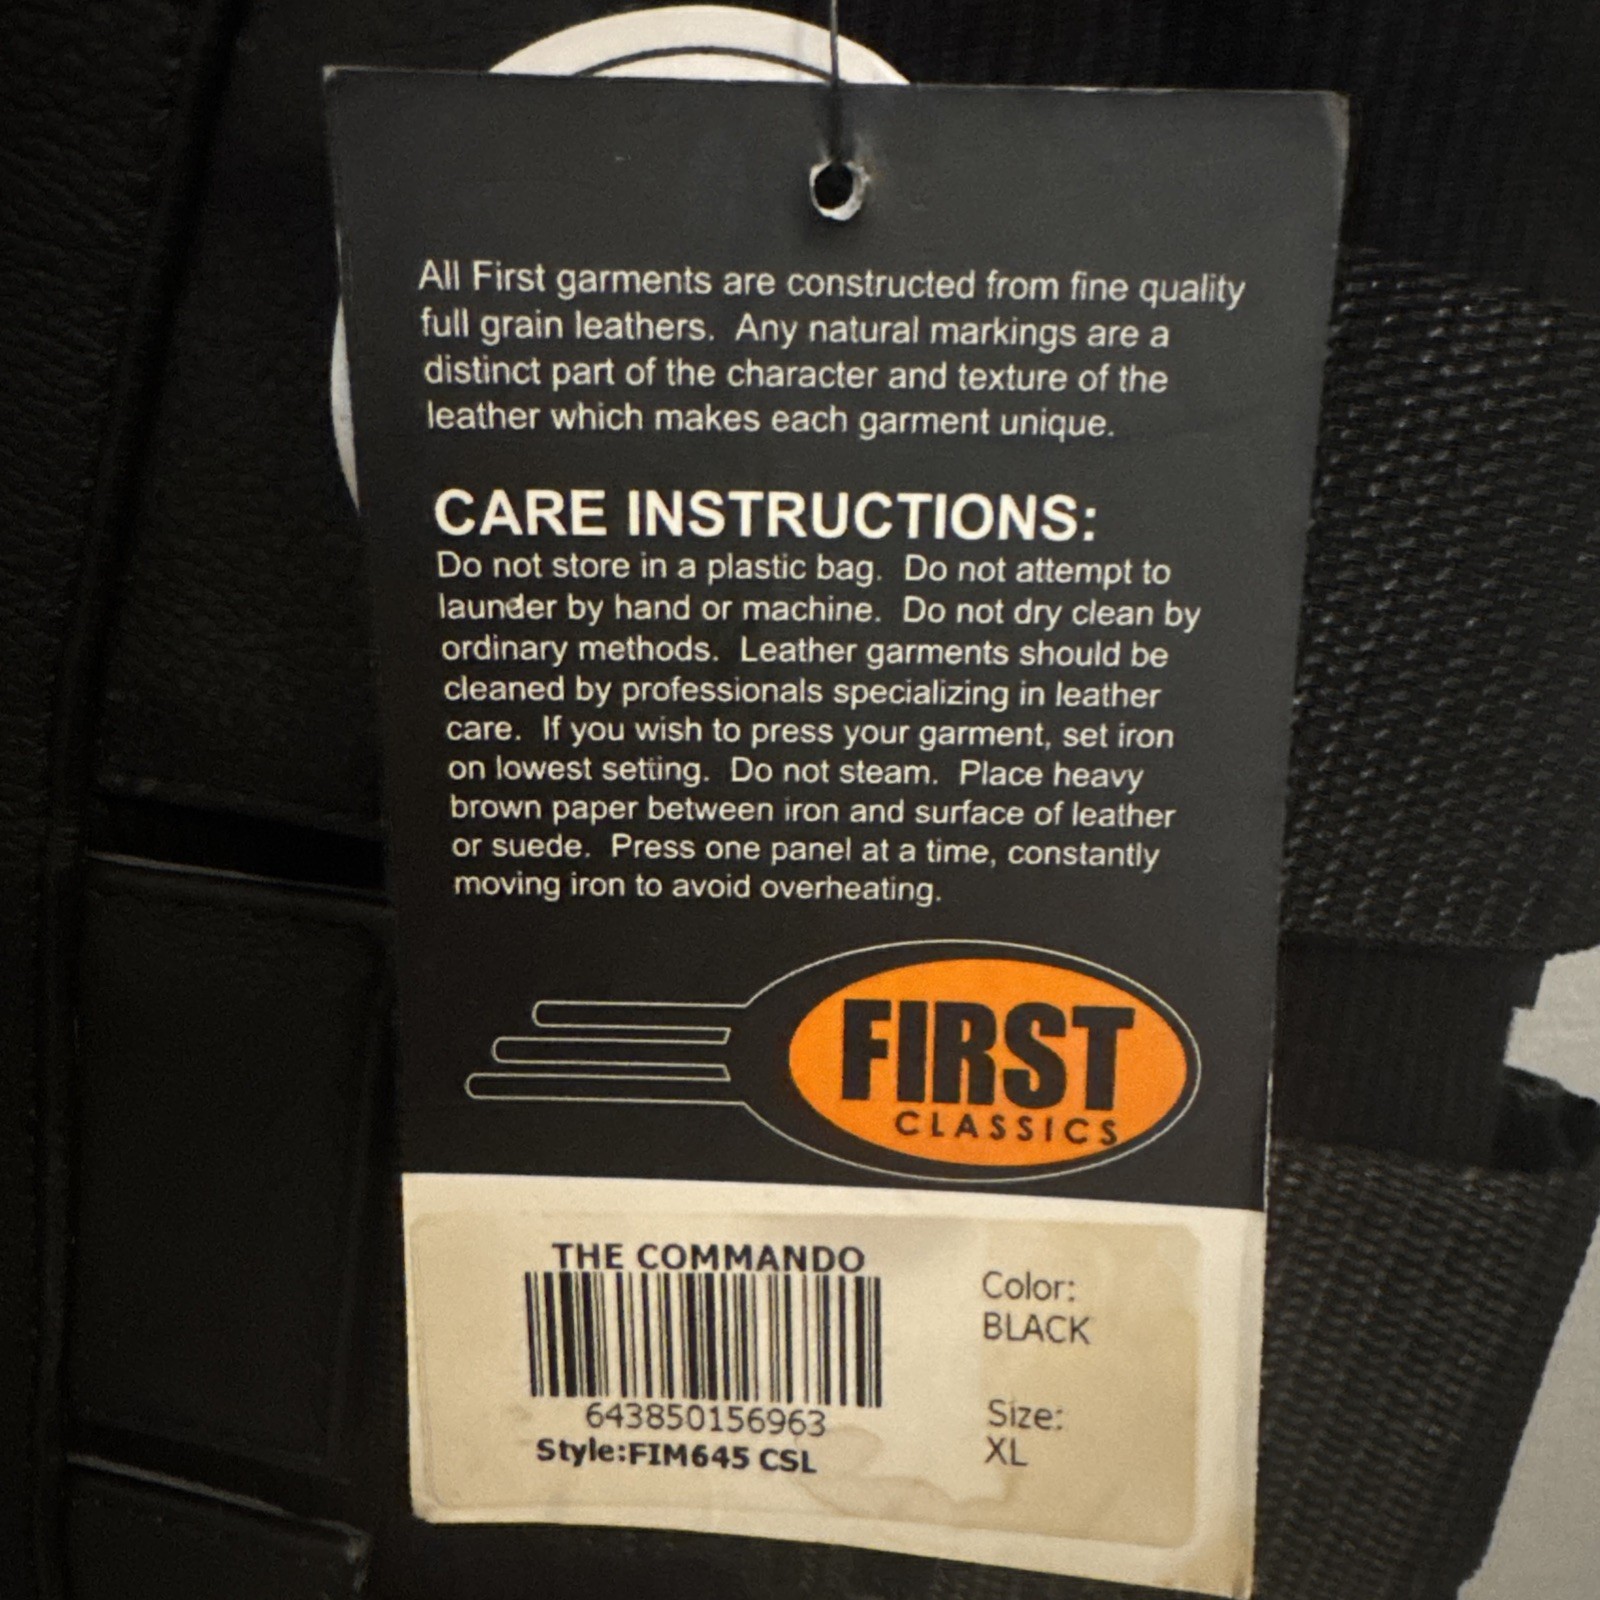 All First garments are constructed from fine quality
full grain leathers.  Any natural markings are a
distinct part of the character and texture of the
leather which makes each garment unique.
CARE INSTRUCTIONS:
Do not store in a plastic bag.  Do not attempt to
launder by hand or machine.  Do not dry clean by
ordinary methods.  Leather garments should be
cleaned by professionals specializing in leather
care.  If you wish to press your garment, set iron
on lowest setting.  Do not steam.  Place heavy
brown paper between iron and surface of leather
or suede.  Press one panel at a time, constantly
moving iron to avoid overheating.
FIRST
CLASSICS
THE COMMANDO
643850156963
Style:FIM645 CSL
Color:
BLACK
Size:
XL